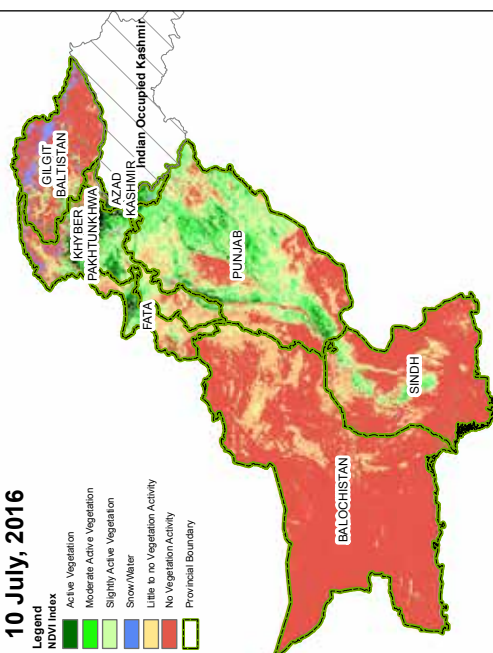 10 July, 2016
Legend
NDVI Index
Active Vegetation
Moderate Active Vegetation
Slightly Active Vegetation
Snow/Water
Little to no Vegetation Activity
No Vegetation Activity
Provincial Boundary
GILGIT
BALTISTAN
KHYBER
PAKHTUNKHWA
AZAD
KASHMIR
Indian Occupied Kashmir
FATA
PUNJAB
SINDH
BALOCHISTAN